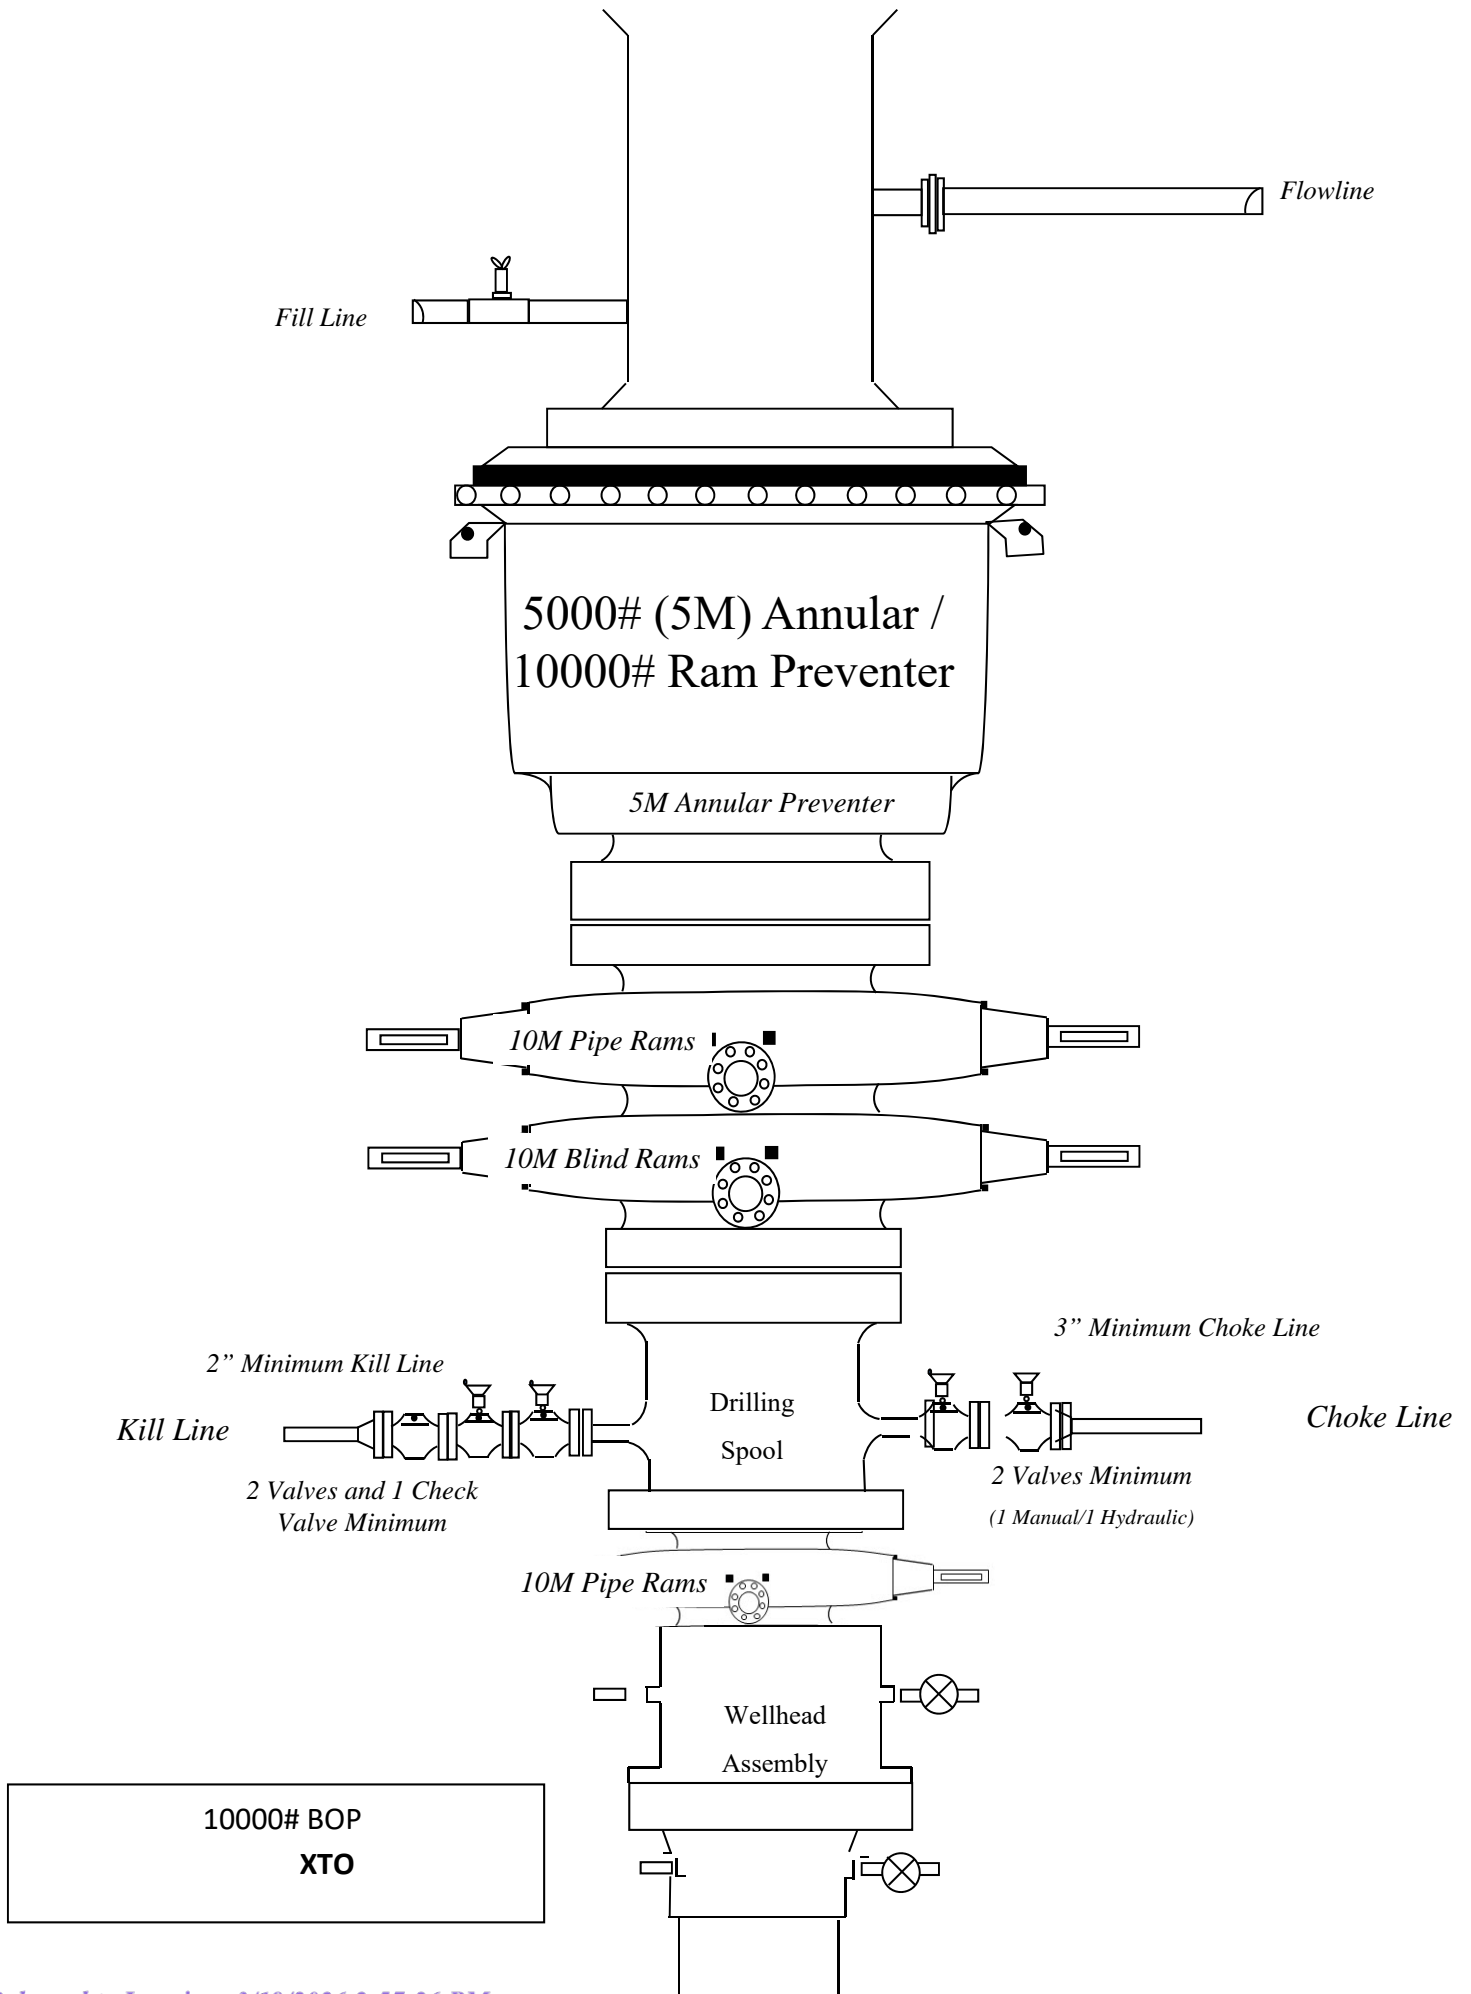 Flowline
Fill Line
5000# (5M) Annular /
10000# Ram Preventer
5M Annular Preventer
10M Pipe Rams
10M Blind Rams
3” Minimum Choke Line
2” Minimum Kill Line
Drilling
Spool
Kill Line
Choke Line
2 Valves and 1 Check
Valve Minimum
2 Valves Minimum
(1 Manual/1 Hydraulic)
10M Pipe Rams
Wellhead
Assembly
10000# BOP
XTO